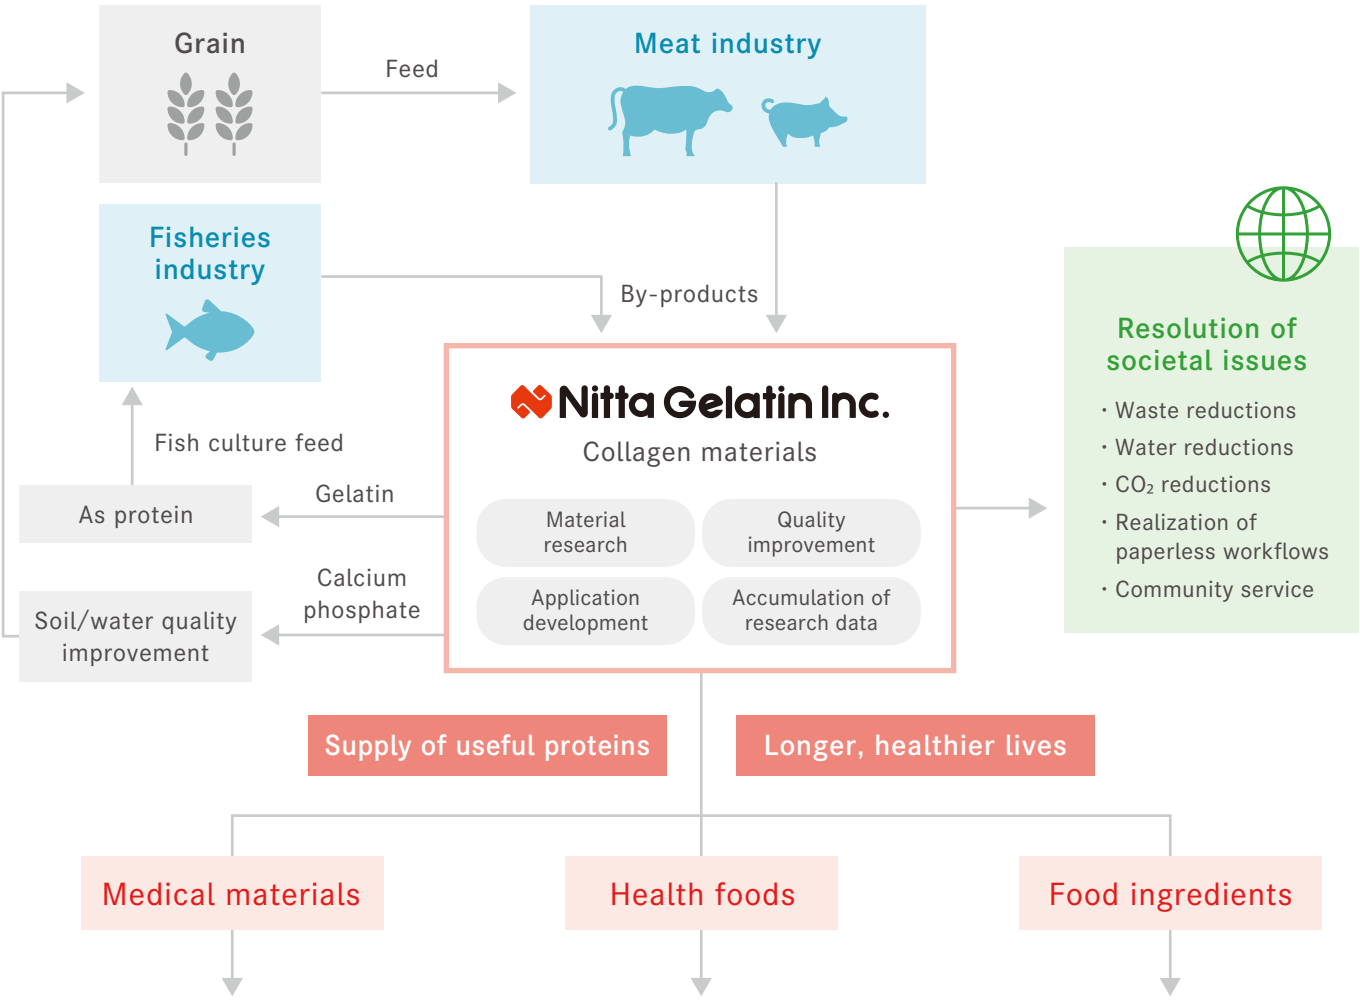 Grain
Feed
Meat industry
Fisheries
industry
By-products
Fish culture feed
As protein
Gelatin
Calcium
phosphate
Soil/water quality
improvement
Nitta Gelatin Inc.
Collagen materials
Material
research
Quality
improvement
Application
development
Accumulation of
research data
Resolution of
societal issues
・Waste reductions
・Water reductions
・CO₂ reductions
・Realization of
paperless workflows
・Community service
Supply of useful proteins
Longer, healthier lives
Medical materials
Health foods
Food ingredients